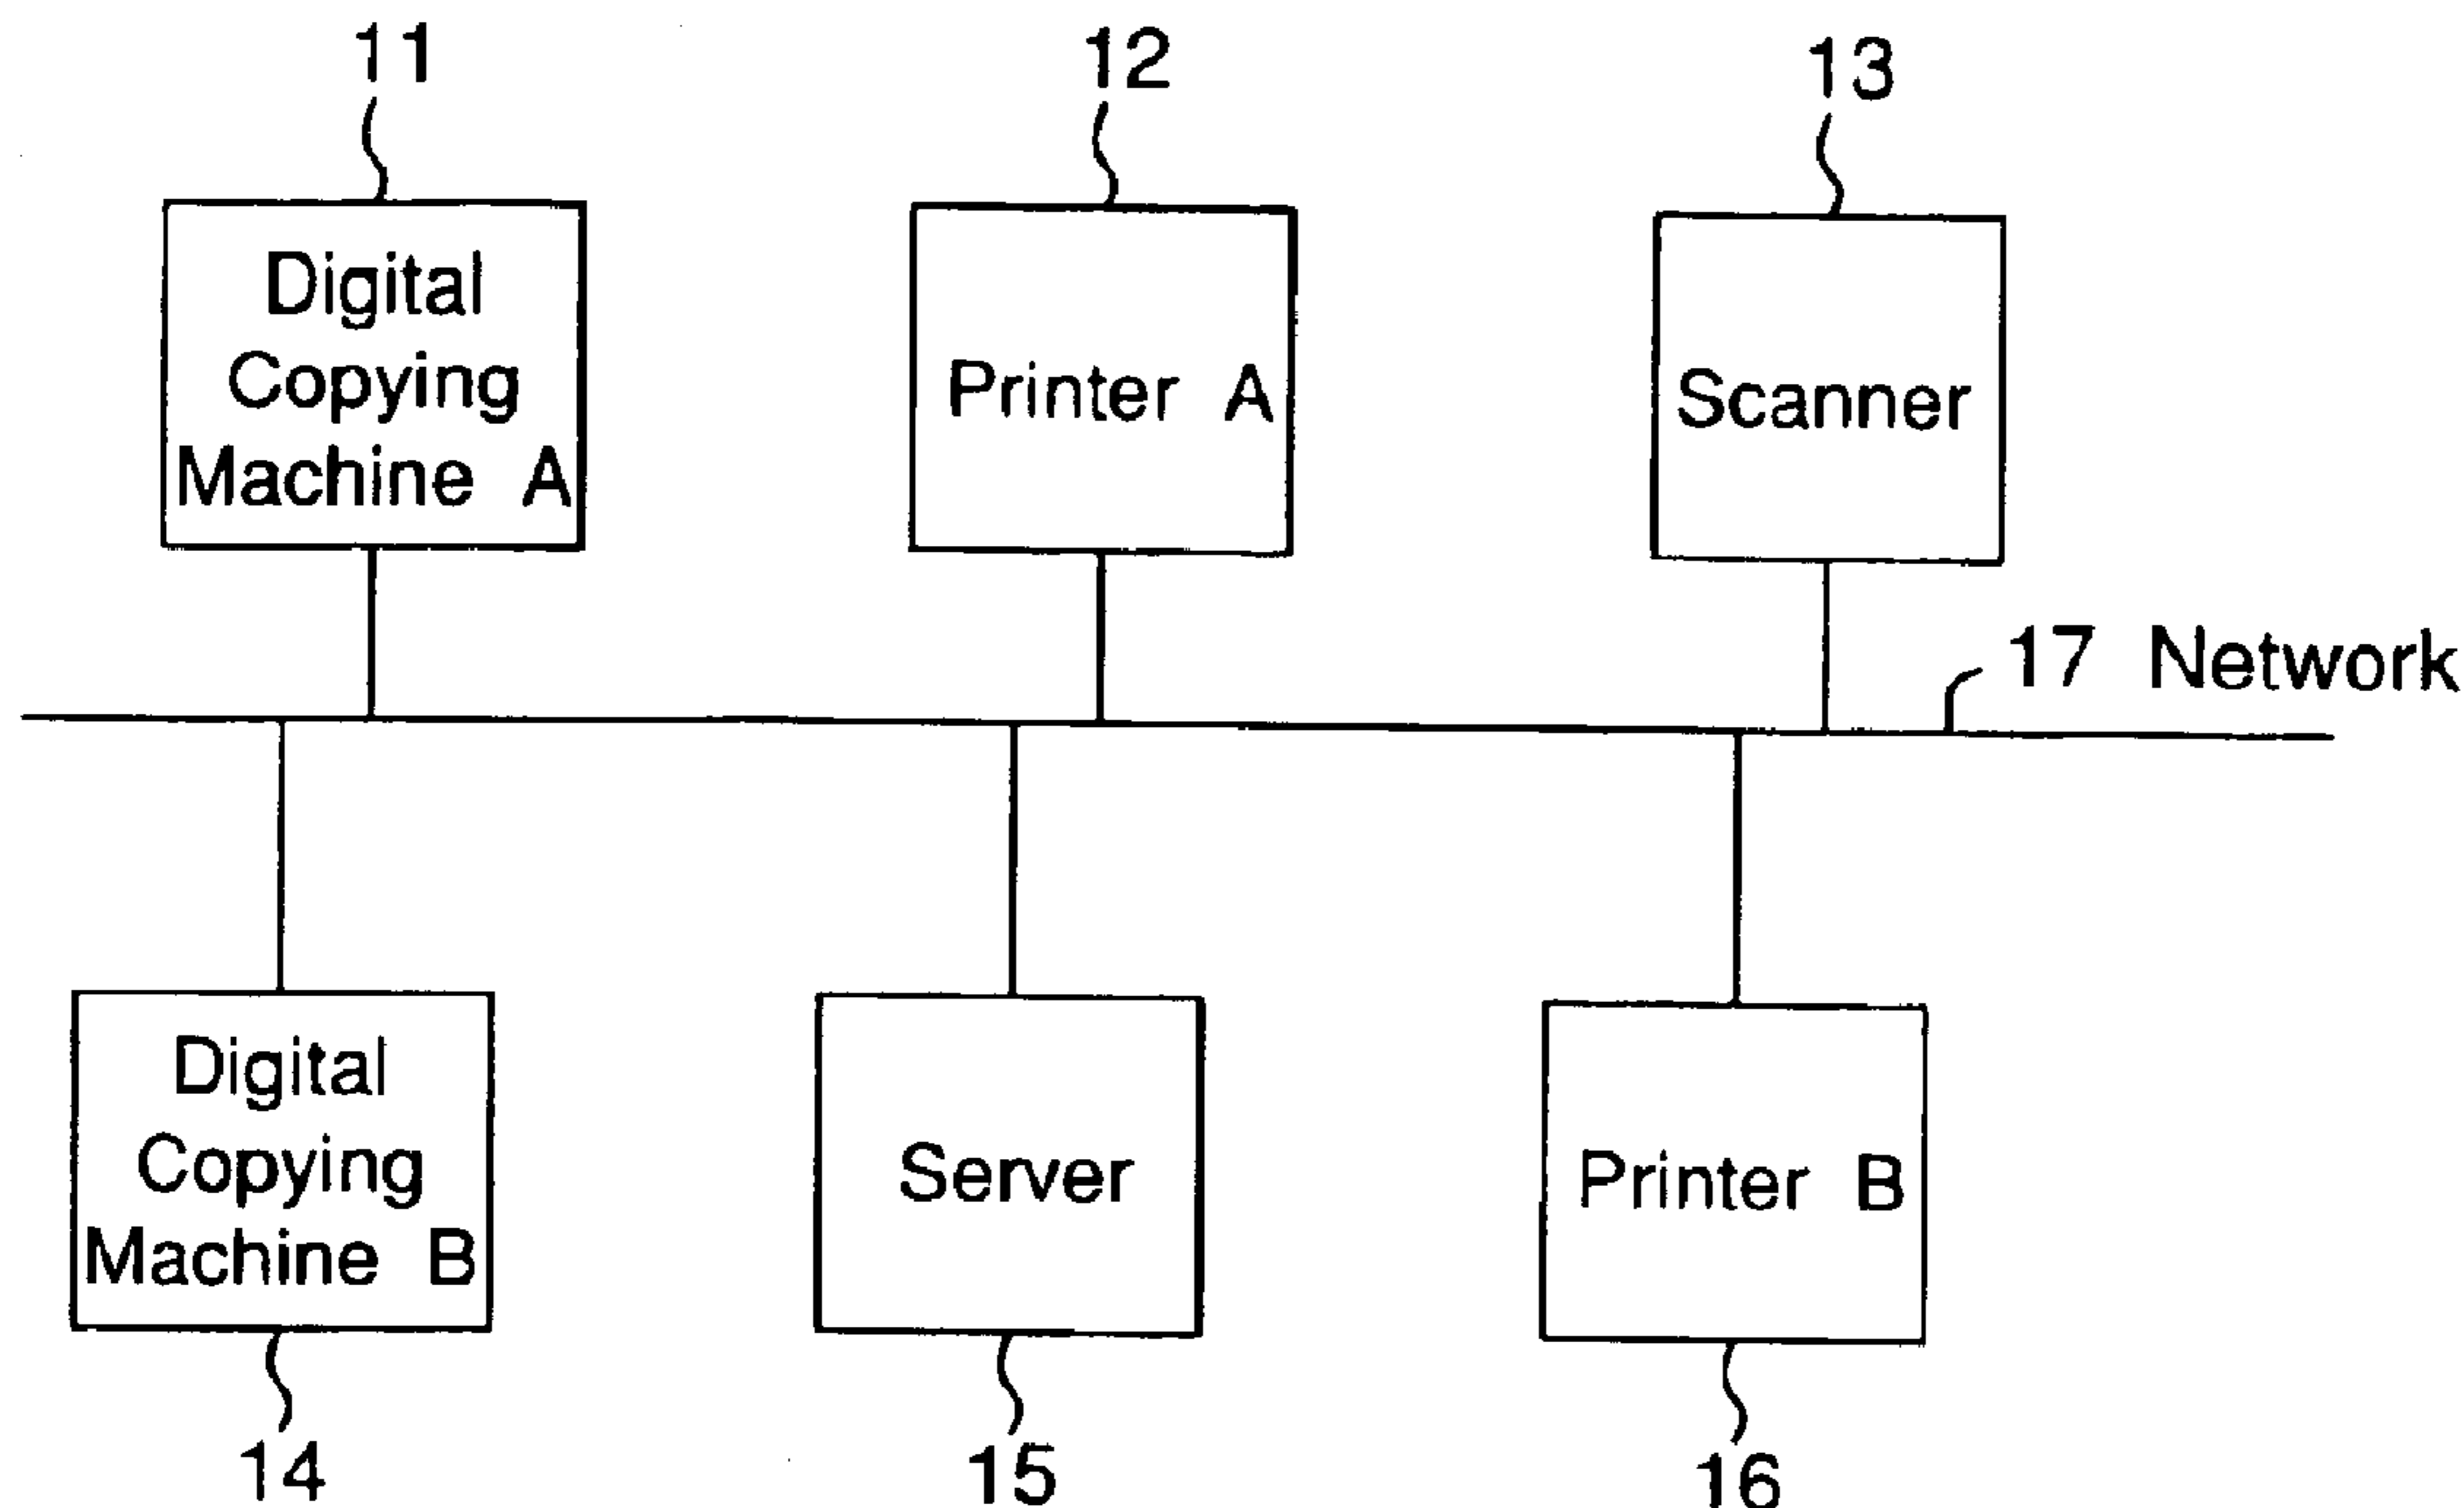 11
12
13
Digital
Copying
Machine A
Printer A
Scanner
17 Network
Digital
Copying
Machine B
Server
Printer B
14
15
16